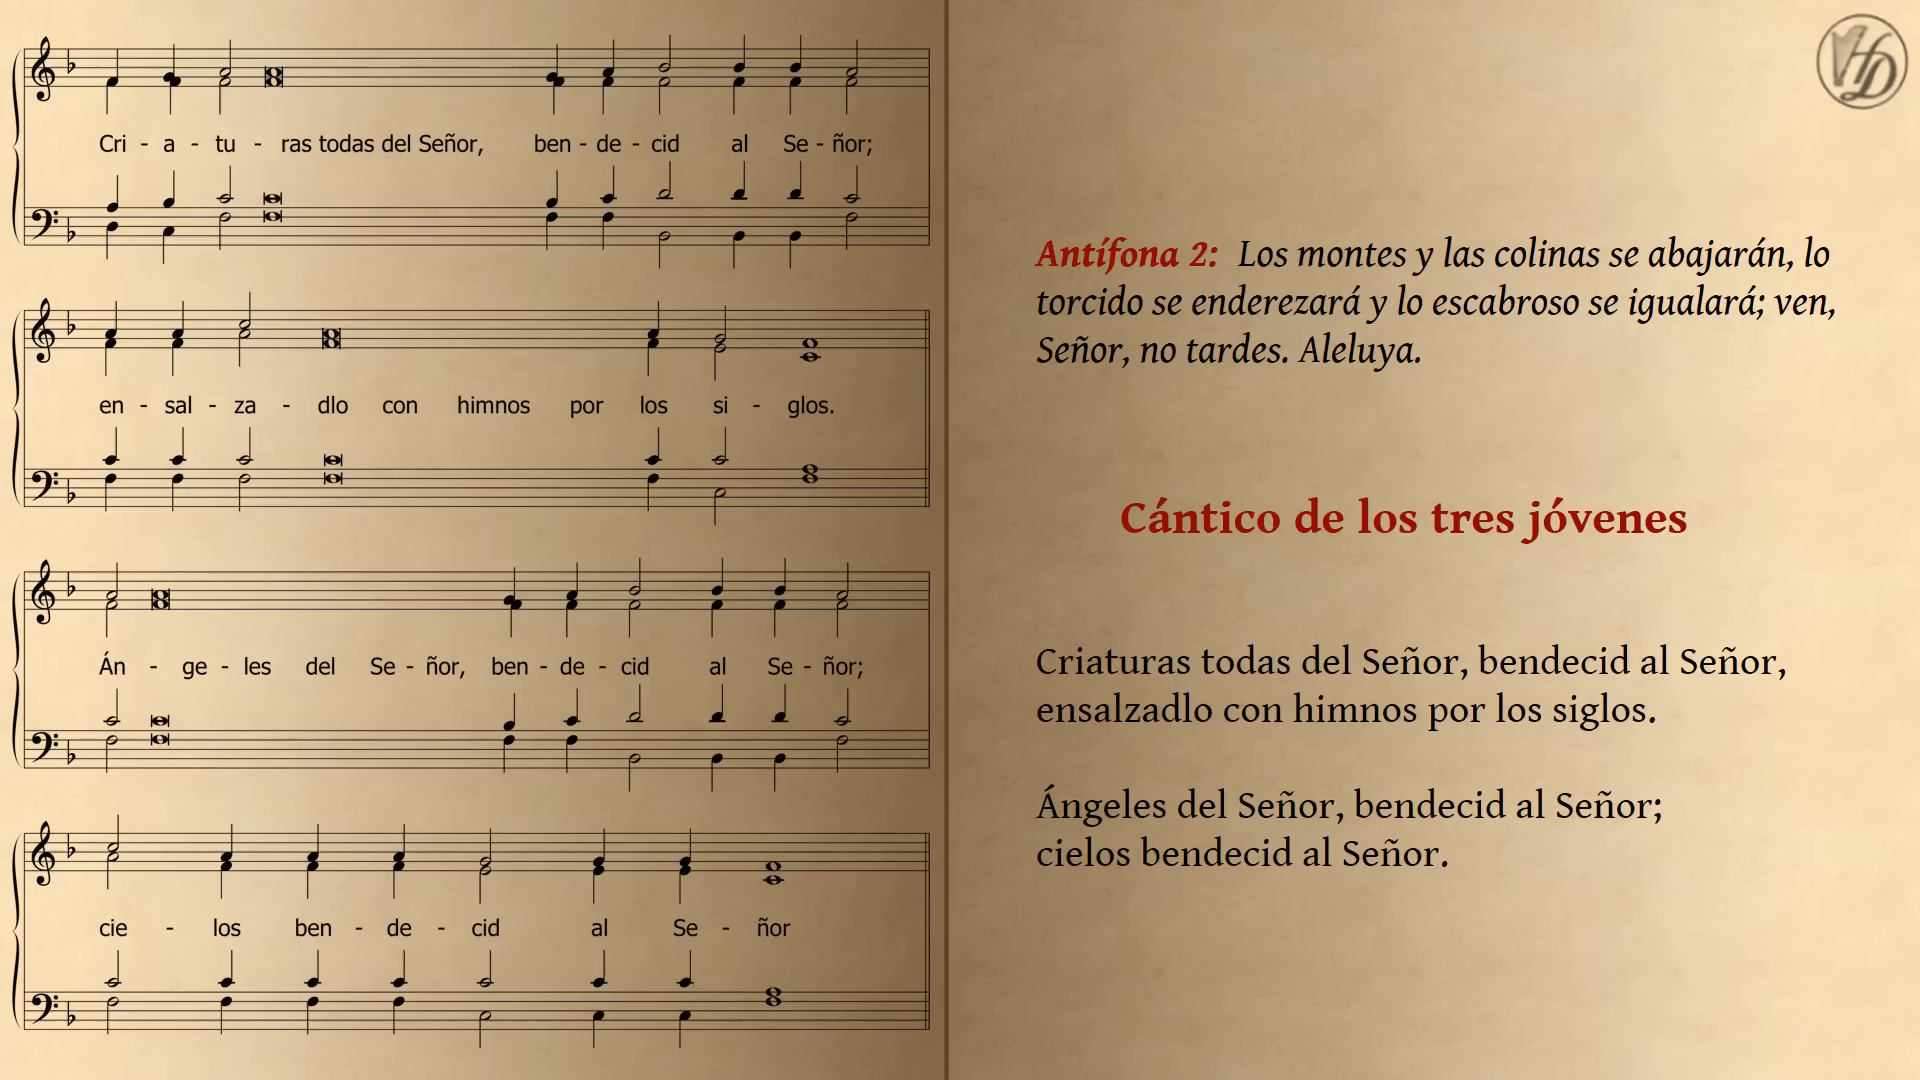 Cri - a - tu - ras todas del Señor, ben - de - cid al Se - ñor;
en - sal - za - dlo con himnos por los si - glos.
Án - ge - les del Se - ñor, ben - de - cid al Se - ñor;
cie - los ben - de - cid al Se - ñor
HD
Antífona 2: Los montes y las colinas se abajarán, lo
torcido se enderezará y lo escabroso se igualará; ven,
Señor, no tardes. Aleluya.
Cántico de los tres jóvenes
Criaturas todas del Señor, bendecid al Señor,
ensalzadlo con himnos por los siglos.
Ángeles del Señor, bendecid al Señor;
cielos bendecid al Señor.